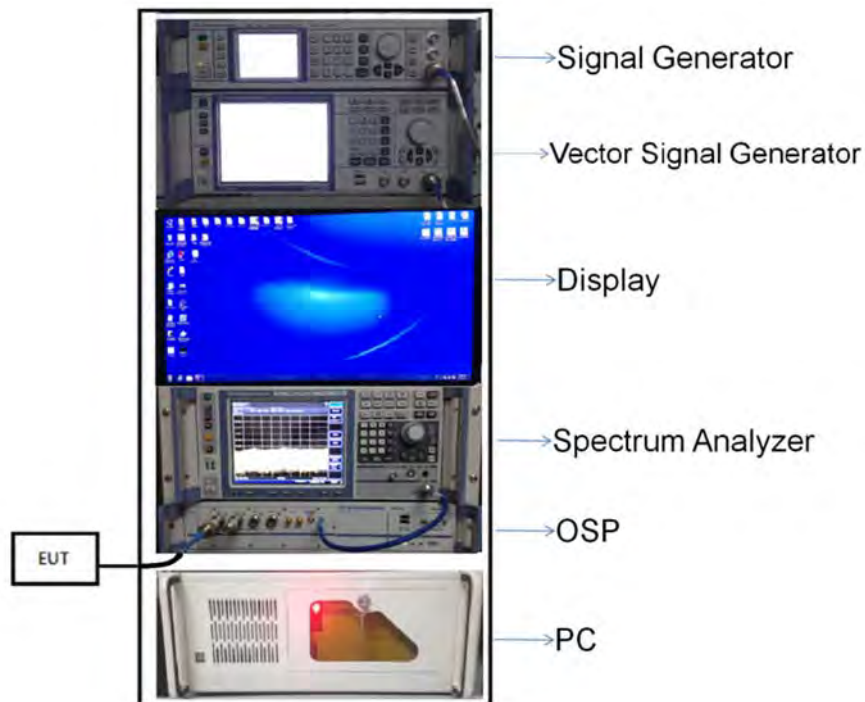 Signal Generator
Vector Signal Generator
Display
Spectrum Analyzer
OSP
EUT
PC